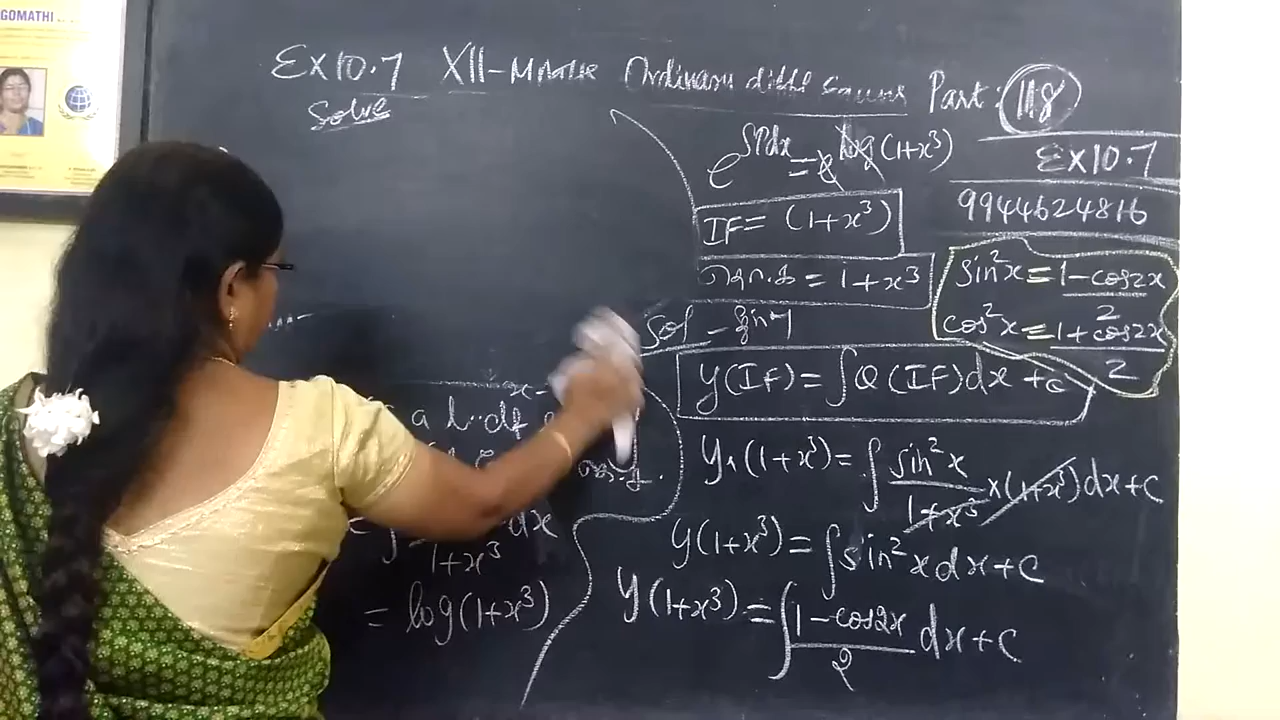 GOMATHI
Ex 10.7 XII-Maths Ordinary diffl Equns Part: 118
Solve
e^∫Pdx = e^log(1+x³)
IF = (1+x³)
Ex 10.7
9944624816
= 1+x³
sin²x = 1-cos2x / 2
cos²x = 1+cos2x / 2
Sol -
y(IF) = ∫Q(IF)dx + c
x-
a l..df
y×(1+x³) = ∫ sin²x / 1+x³ ×(1+x³)dx+c
dx
1+x³
y(1+x³) = ∫sin²x dx+c
= log(1+x³)
y(1+x³) = ∫ 1-cos2x / 2 dx+c